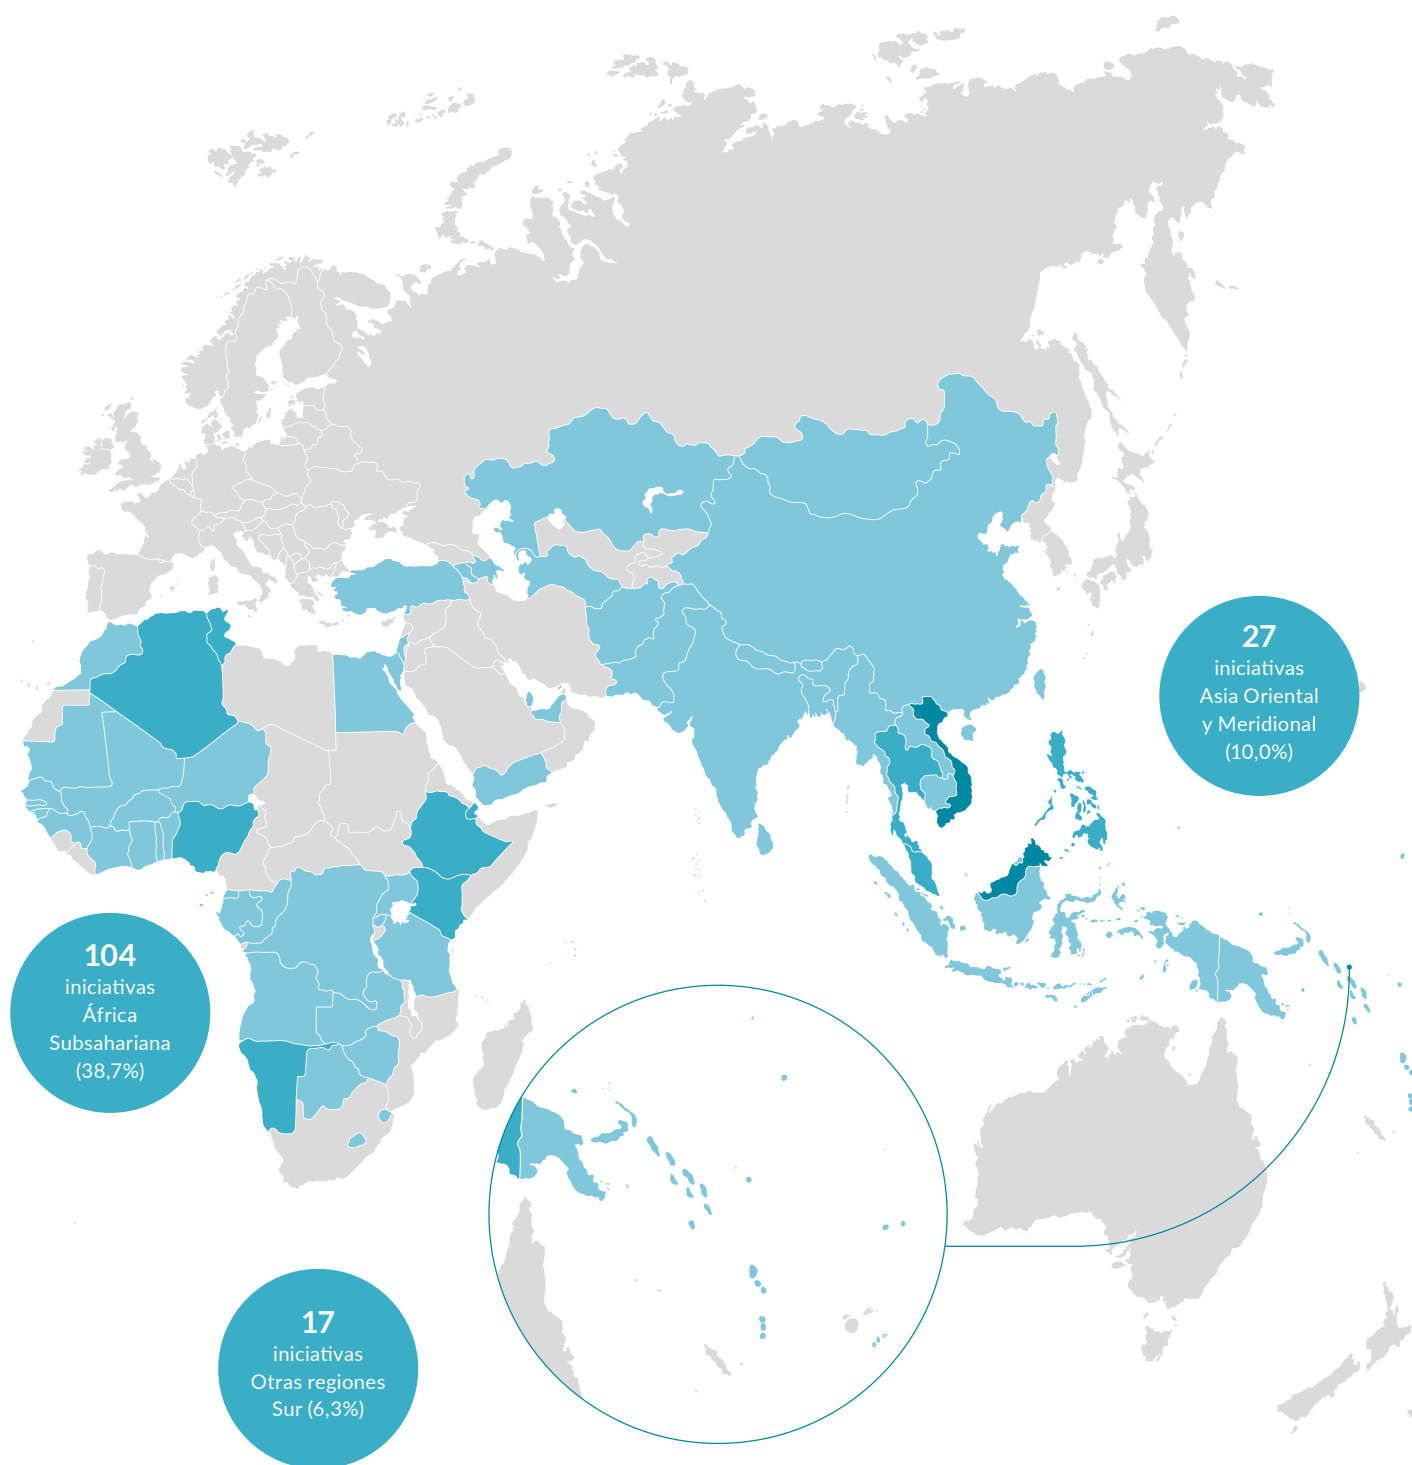 27
iniciativas
Asia Oriental
y Meridional
(10,0%)
104
iniciativas
África
Subsahariana
(38,7%)
17
iniciativas
Otras regiones
Sur (6,3%)